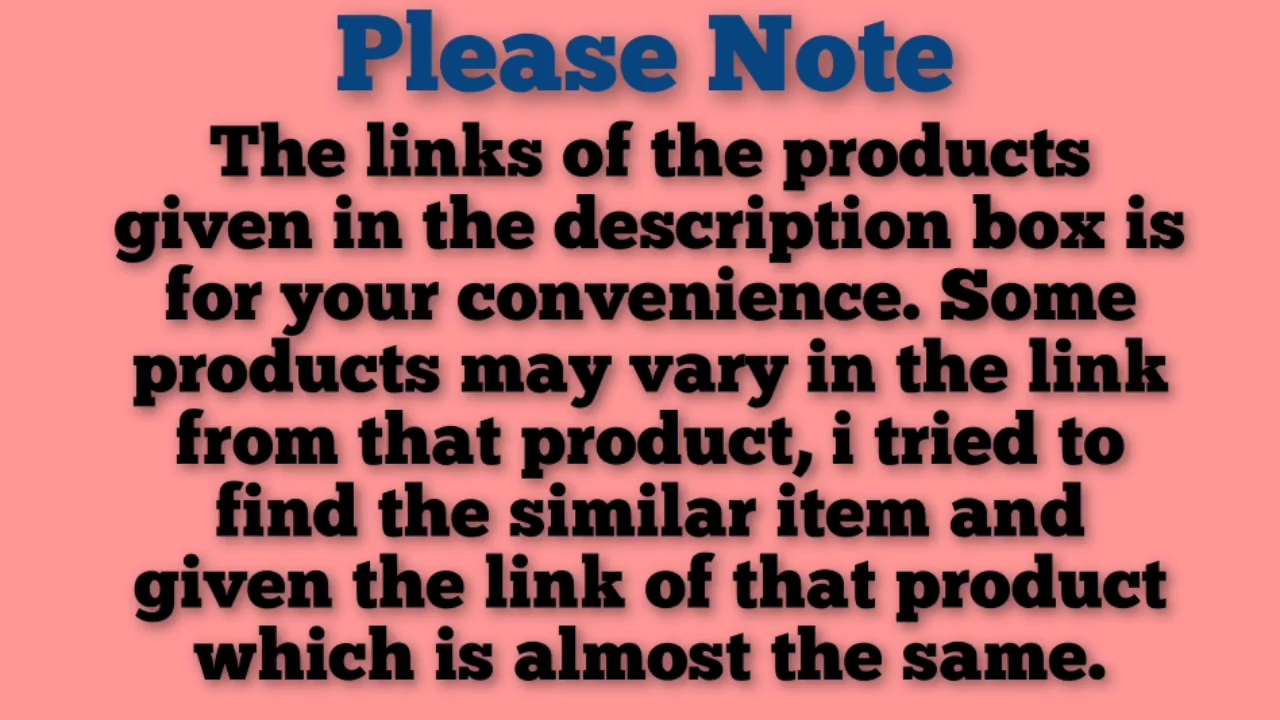 Please Note
The links of the products
given in the description box is
for your convenience. Some
products may vary in the link
from that product, i tried to
find the similar item and
given the link of that product
which is almost the same.